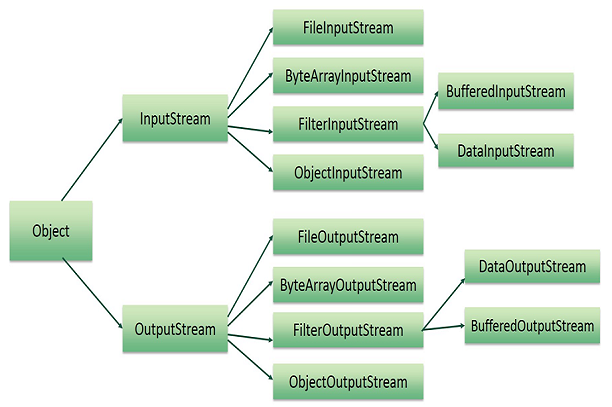 FileInputStream
ByteArrayInputStream
BufferedInputStream
InputStream
FilterInputStream
DataInputStream
ObjectInputStream
Object
FileOutputStream
DataOutputStream
ByteArrayOutputStream
OutputStream
FilterOutputStream
BufferedOutputStream
ObjectOutputStream